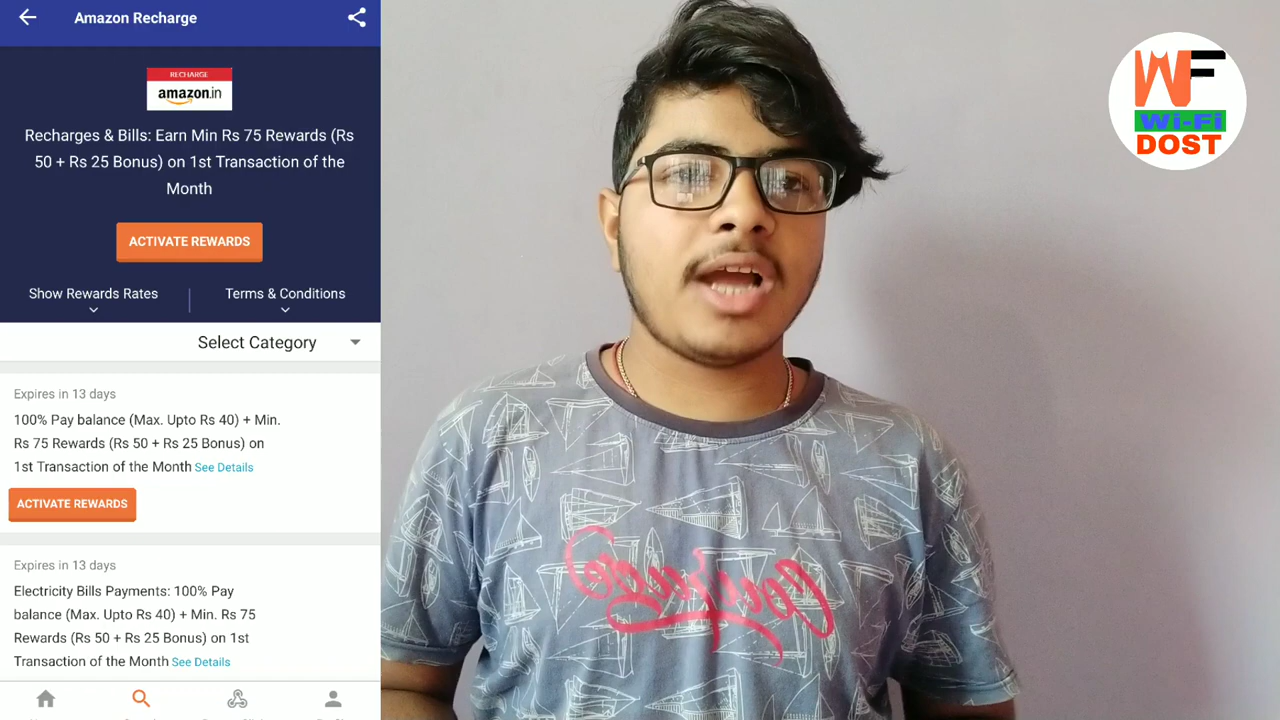 Amazon Recharge
RECHARGE
amazon.in
Recharges & Bills: Earn Min Rs 75 Rewards (Rs
50 + Rs 25 Bonus) on 1st Transaction of the
Month
ACTIVATE REWARDS
Show Rewards Rates
Terms & Conditions
Select Category
Expires in 13 days
100% Pay balance (Max. Upto Rs 40) + Min.
Rs 75 Rewards (Rs 50 + Rs 25 Bonus) on
1st Transaction of the Month See Details
ACTIVATE REWARDS
Expires in 13 days
Electricity Bills Payments: 100% Pay
balance (Max. Upto Rs 40) + Min. Rs 75
Rewards (Rs 50 + Rs 25 Bonus) on 1st
Transaction of the Month See Details
WF
Wi-Fi
DOST